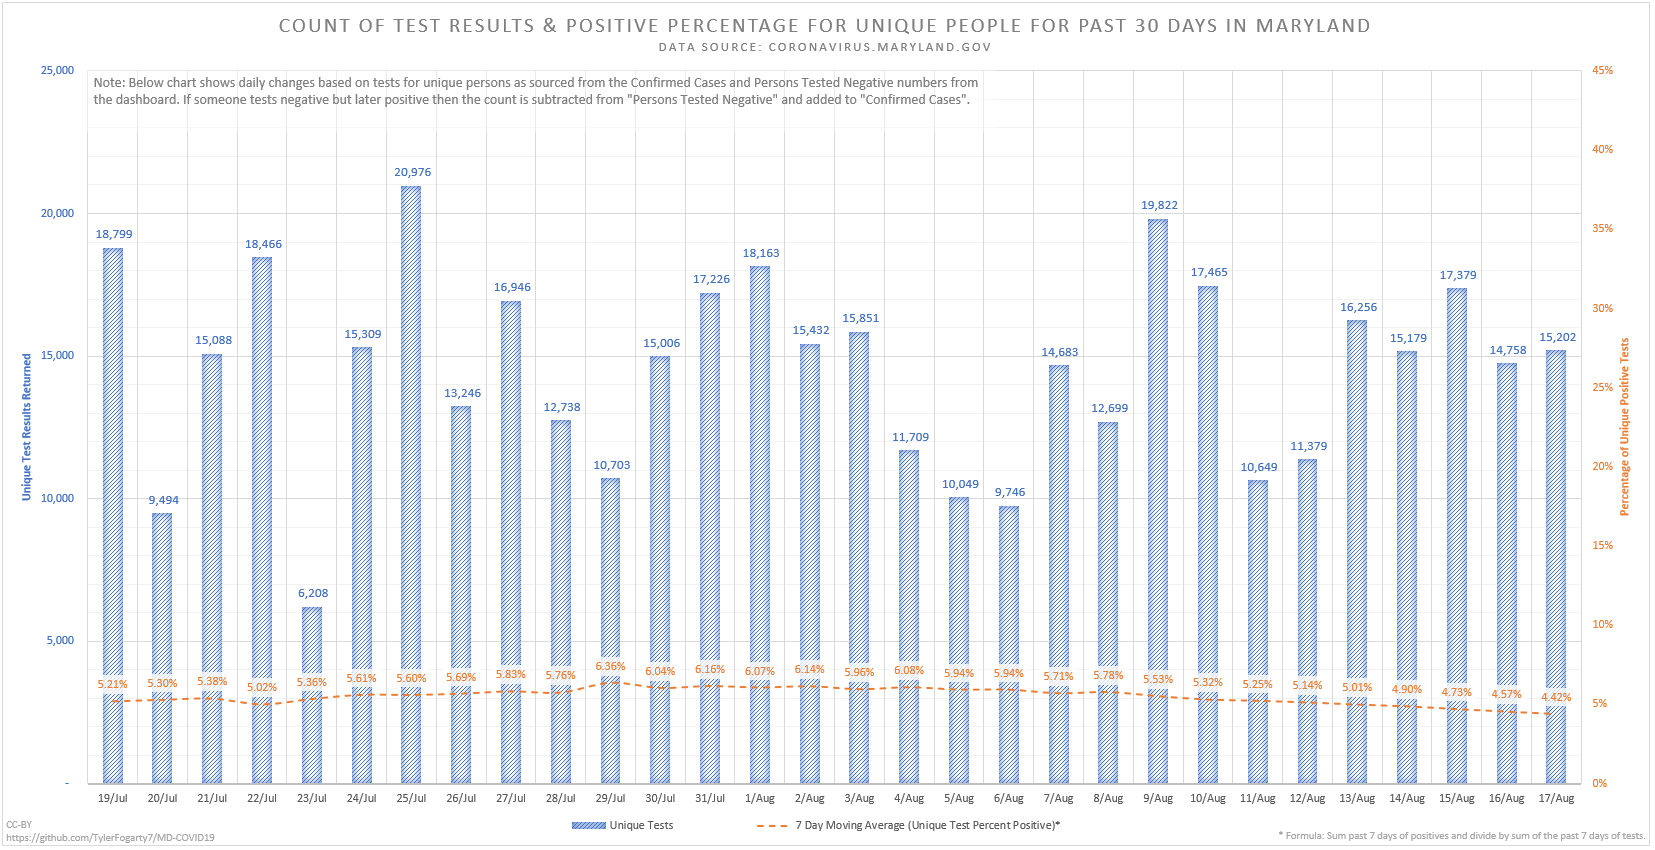 COUNT OF TEST RESULTS & POSITIVE PERCENTAGE FOR UNIQUE PEOPLE FOR PAST 30 DAYS IN MARYLAND
DATA SOURCE: CORONAVIRUS.MARYLAND.GOV
Note: Below chart shows daily changes based on tests for unique persons as sourced from the Confirmed Cases and Persons Tested Negative numbers from
the dashboard. If someone tests negative but later positive then the count is subtracted from "Persons Tested Negative" and added to "Confirmed Cases".
Unique Test Results Returned
25,000
20,000
15,000
10,000
5,000
-
18,799
9,494
15,088
18,466
6,208
15,309
20,976
13,246
16,946
12,738
10,703
15,006
17,226
18,163
15,432
15,851
11,709
10,049
9,746
14,683
12,699
19,822
17,465
10,649
11,379
16,256
15,179
17,379
14,758
15,202
5.21%
5.30%
5.38%
5.02%
5.36%
5.61%
5.60%
5.69%
5.83%
5.76%
6.36%
6.04%
6.16%
6.07%
6.14%
5.96%
6.08%
5.94%
5.94%
5.71%
5.78%
5.53%
5.32%
5.25%
5.14%
5.01%
4.90%
4.73%
4.57%
4.42%
45%
40%
35%
30%
25%
20%
15%
10%
5%
0%
Percentage of Unique Positive Tests
19/Jul
20/Jul
21/Jul
22/Jul
23/Jul
24/Jul
25/Jul
26/Jul
27/Jul
28/Jul
29/Jul
30/Jul
31/Jul
1/Aug
2/Aug
3/Aug
4/Aug
5/Aug
6/Aug
7/Aug
8/Aug
9/Aug
10/Aug
11/Aug
12/Aug
13/Aug
14/Aug
15/Aug
16/Aug
17/Aug
Unique Tests
7 Day Moving Average (Unique Test Percent Positive)*
CC-BY
https://github.com/TylerFogarty7/MD-COVID19
* Formula: Sum past 7 days of positives and divide by sum of the past 7 days of tests.